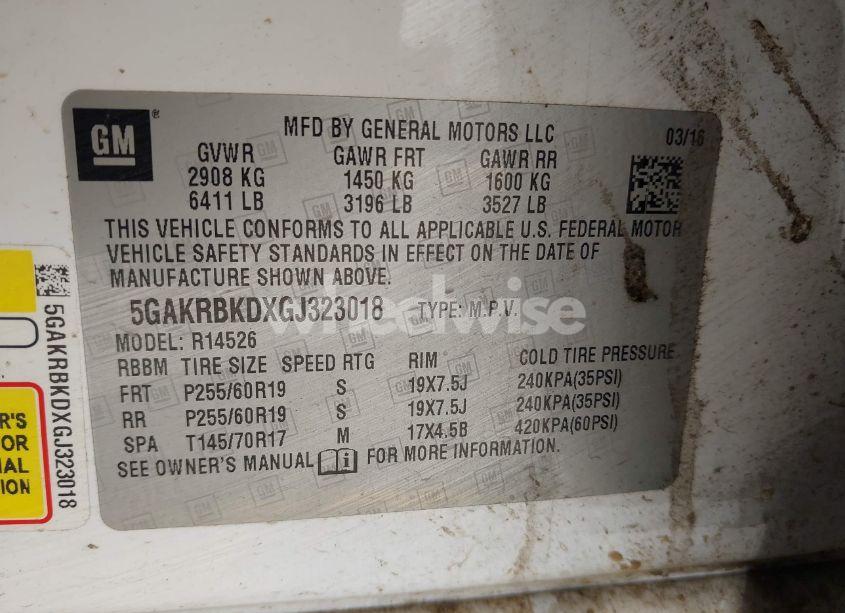 GM
®
MFD BY GENERAL MOTORS LLC
03/16
GVWR GAWR FRT GAWR RR
2908 KG 1450 KG 1600 KG
6411 LB 3196 LB 3527 LB
THIS VEHICLE CONFORMS TO ALL APPLICABLE U.S. FEDERAL MOTOR
VEHICLE SAFETY STANDARDS IN EFFECT ON THE DATE OF
MANUFACTURE SHOWN ABOVE.
5GAKRBKDXGJ323018 TYPE: M.P.V.
MODEL: R14526
RBBM TIRE SIZE SPEED RTG RIM COLD TIRE PRESSURE
FRT P255/60R19 S 19X7.5J 240KPA(35PSI)
RR P255/60R19 S 19X7.5J 240KPA(35PSI)
SPA T145/70R17 M 17X4.5B 420KPA(60PSI)
SEE OWNER'S MANUAL i FOR MORE INFORMATION.
5GAKRBKDXGJ323018
wheelwise